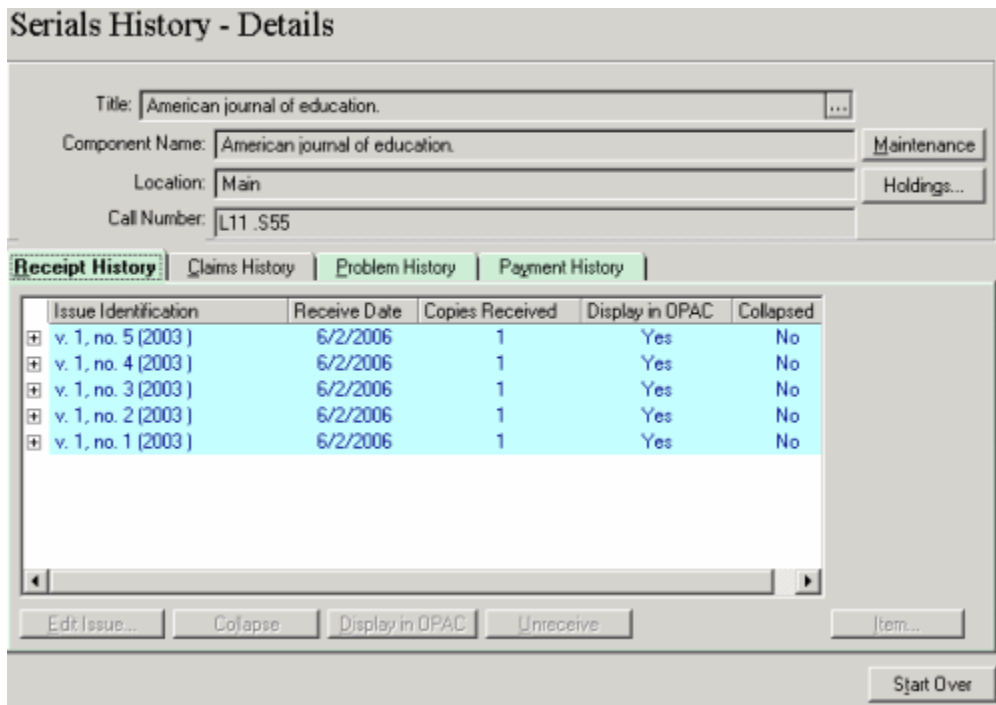 Serials History - Details
Title: American journal of education. ...
Component Name: American journal of education. Maintenance
Location: Main Holdings...
Call Number: L11 .S55
Receipt History Claims History Problem History Payment History
Issue Identification Receive Date Copies Received Display in OPAC Collapsed
v. 1, no. 5 (2003 ) 6/2/2006 1 Yes No
v. 1, no. 4 (2003 ) 6/2/2006 1 Yes No
v. 1, no. 3 (2003 ) 6/2/2006 1 Yes No
v. 1, no. 2 (2003 ) 6/2/2006 1 Yes No
v. 1, no. 1 (2003 ) 6/2/2006 1 Yes No
Edit Issue... Collapse Display in OPAC Unreceive Item...
Start Over